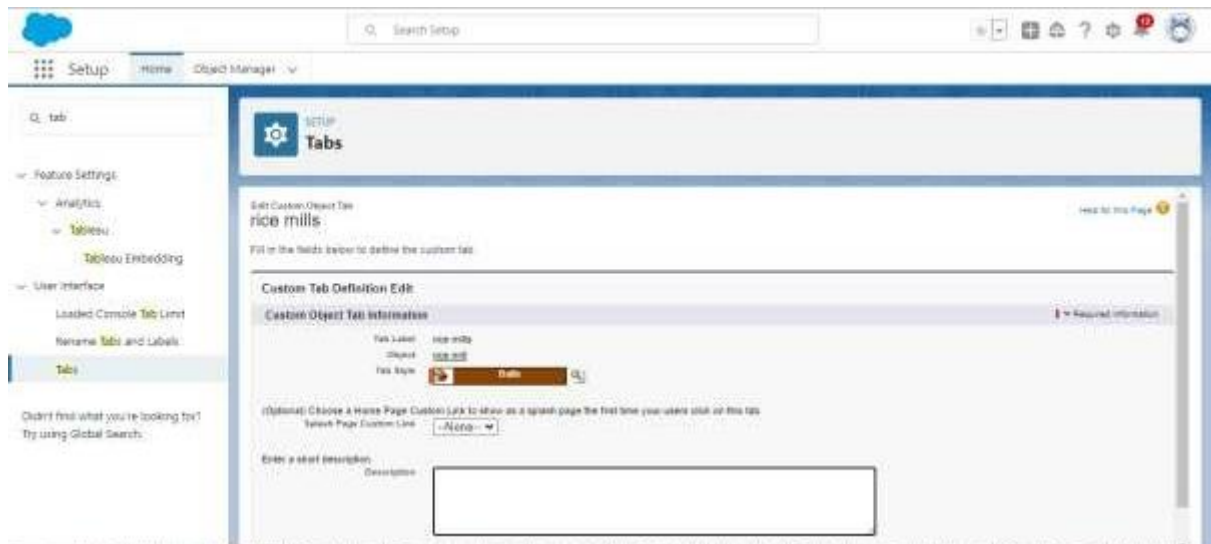 Search Setup
Setup
Home
Object Manager
tab
Feature Settings
Analytics
Tableau
Tableau Embedding
User Interface
Loaded Console Tab Limit
Rename Tabs and Labels
Tabs
Didn't find what you're looking for?
Try using Global Search.
SETUP
Tabs
Edit Custom Object Tab
rice mills
Help for this Page
Fill in the fields below to define the custom tab.
Custom Tab Definition Edit
Custom Object Tab Information
= Required Information
Tab Label rice mills
Object rice mill
Tab Style
(Optional) Choose a Home Page Custom Link to show as a splash page the first time your users click on this tab.
Splash Page Custom Link --None--
Enter a short description.
Description